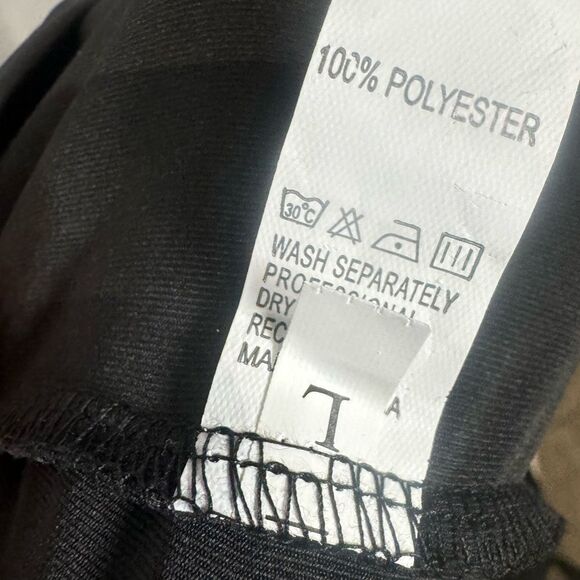 100% POLYESTER
30°C
WASH SEPARATELY
PROFESSIONAL
DRY
REC
MA A
L